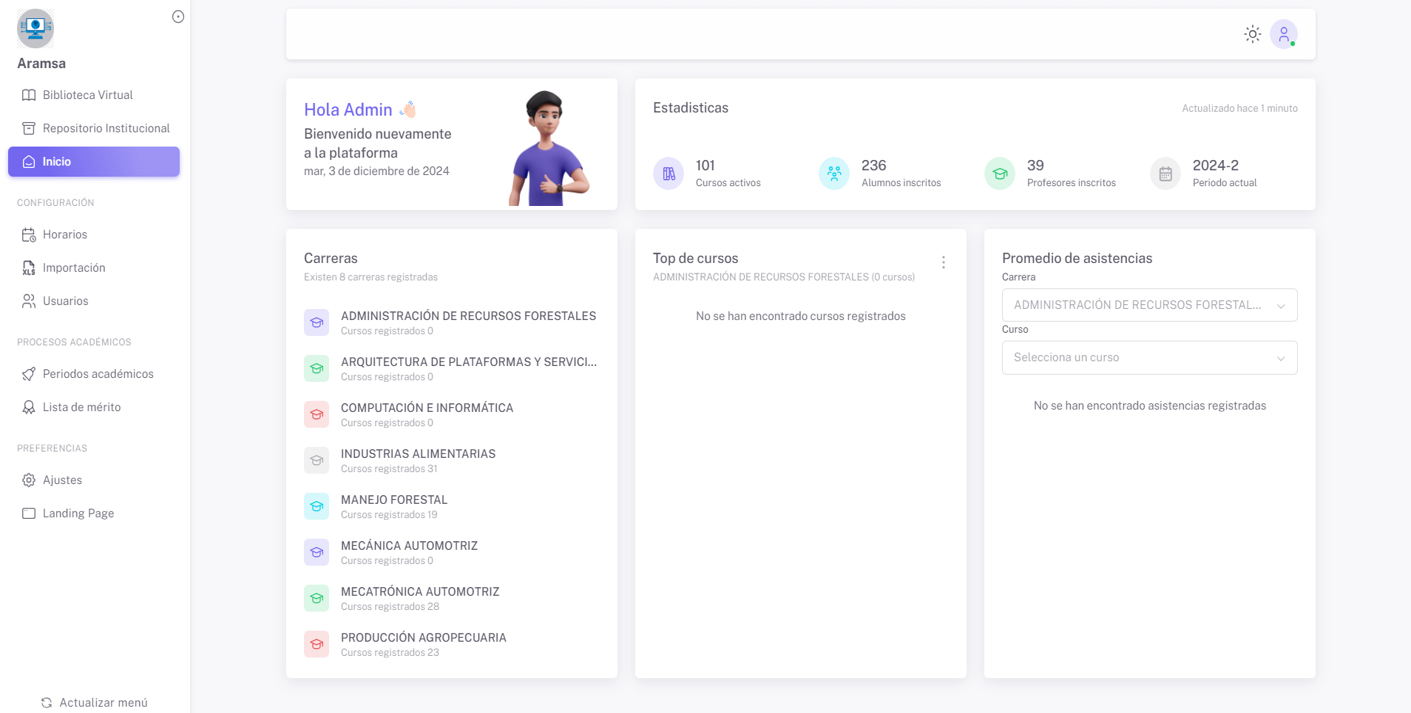 Aramsa
Biblioteca Virtual
Repositorio Institucional
Inicio
CONFIGURACIÓN
Horarios
XLS
Importación
Usuarios
PROCESOS ACADÉMICOS
Periodos académicos
Lista de mérito
PREFERENCIAS
Ajustes
Landing Page
Actualizar menú
Hola Admin 👋🏻
Bienvenido nuevamente
a la plataforma
mar, 3 de diciembre de 2024
Estadisticas
Actualizado hace 1 minuto
101
Cursos activos
236
Alumnos inscritos
39
Profesores inscritos
2024-2
Periodo actual
Carreras
Existen 8 carreras registradas
ADMINISTRACIÓN DE RECURSOS FORESTALES
Cursos registrados 0
ARQUITECTURA DE PLATAFORMAS Y SERVICI...
Cursos registrados 0
COMPUTACIÓN E INFORMÁTICA
Cursos registrados 0
INDUSTRIAS ALIMENTARIAS
Cursos registrados 31
MANEJO FORESTAL
Cursos registrados 19
MECÁNICA AUTOMOTRIZ
Cursos registrados 0
MECATRÓNICA AUTOMOTRIZ
Cursos registrados 28
PRODUCCIÓN AGROPECUARIA
Cursos registrados 23
Top de cursos
ADMINISTRACIÓN DE RECURSOS FORESTALES (0 cursos)
No se han encontrado cursos registrados
Promedio de asistencias
Carrera
ADMINISTRACIÓN DE RECURSOS FORESTAL...
Curso
Selecciona un curso
No se han encontrado asistencias registradas